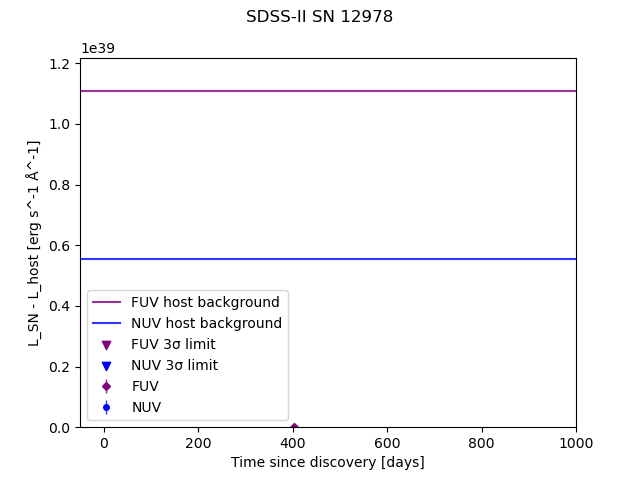 SDSS-II SN 12978
1e39
1.2
1.0
0.8
0.6
0.4
0.2
0.0
L_SN - L_host [erg s^-1 Å^-1]
FUV host background
NUV host background
FUV 3σ limit
NUV 3σ limit
FUV
NUV
0 200 400 600 800 1000
Time since discovery [days]